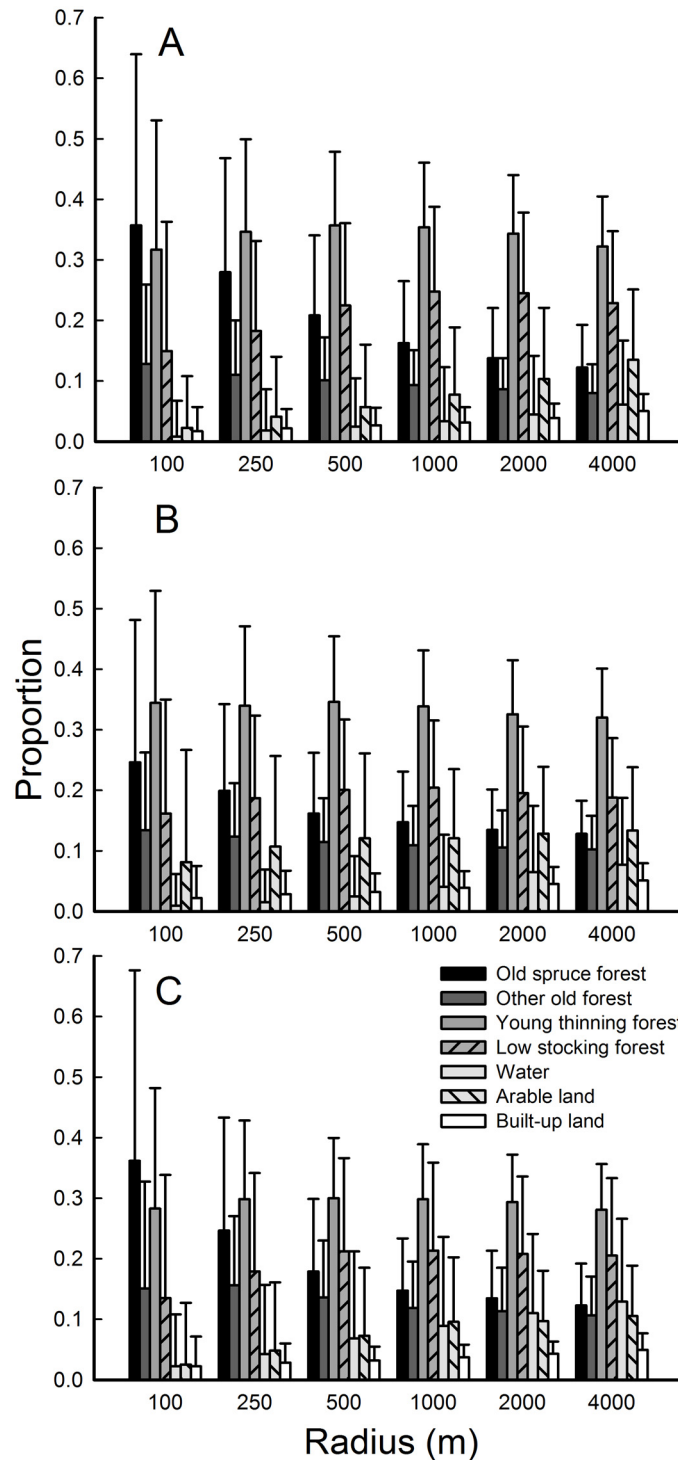 A
0.7
0.6
0.5
0.4
0.3
0.2
0.1
0.0
100 250 500 1000 2000 4000
B
0.7
0.6
0.5
0.4
0.3
0.2
0.1
0.0
100 250 500 1000 2000 4000
Proportion
C
0.7
0.6
0.5
0.4
0.3
0.2
0.1
0.0
Old spruce forest
Other old forest
Young thinning forest
Low stocking forest
Water
Arable land
Built-up land
100 250 500 1000 2000 4000
Radius (m)